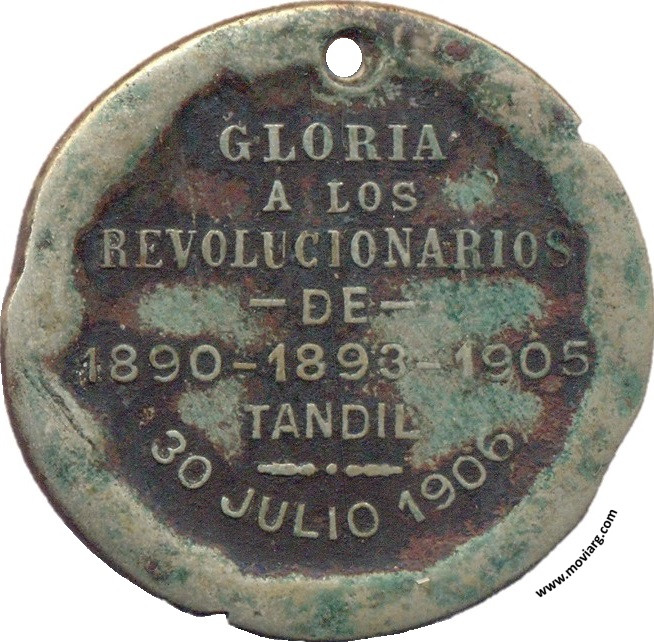 GLORIA
A LOS
REVOLUCIONARIOS
— DE —
1890-1893-1905
TANDIL
30 JULIO 1906
www.moviarg.com